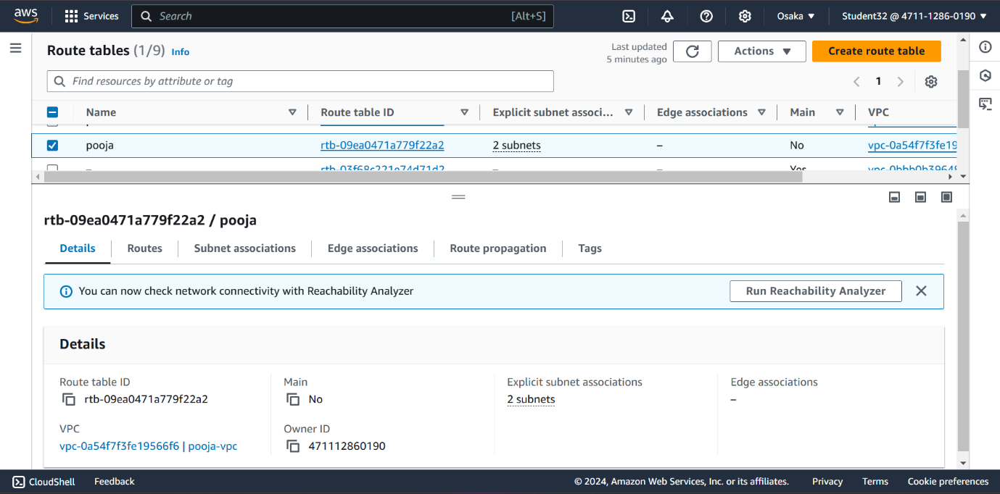 aws Services Search [Alt+S] Osaka Student32 @ 4711-1286-0190
Route tables (1/9) Info
Last updated
5 minutes ago
Actions
Create route table
Find resources by attribute or tag
1
Name Route table ID Explicit subnet associ... Edge associations Main VPC
pooja rtb-09ea0471a779f22a2 2 subnets – No vpc-0a54f7f3fe19
– rtb-03f68c221e74d71d2 – – Yes vpc-0bbb0b39648
rtb-09ea0471a779f22a2 / pooja
Details Routes Subnet associations Edge associations Route propagation Tags
You can now check network connectivity with Reachability Analyzer Run Reachability Analyzer
Details
Route table ID Main Explicit subnet associations Edge associations
rtb-09ea0471a779f22a2 No 2 subnets –
VPC Owner ID
vpc-0a54f7f3fe19566f6 | pooja-vpc 471112860190
CloudShell Feedback © 2024, Amazon Web Services, Inc. or its affiliates. Privacy Terms Cookie preferences